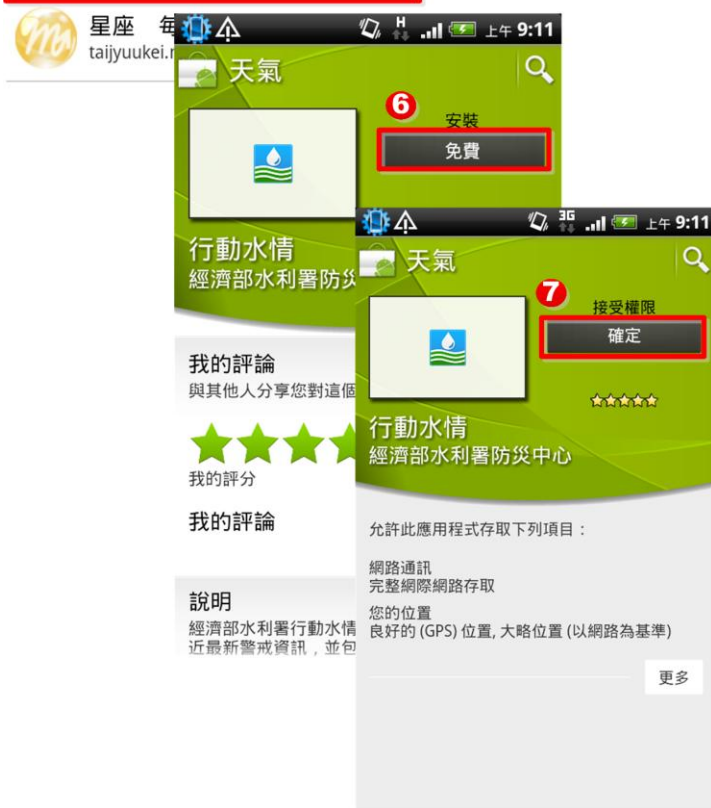 星座
taijyuukei.
H
上午 9:11
天氣
6
安裝
免費
行動水情
經濟部水利署防災
我的評論
與其他人分享您對這個
我的評分
我的評論
說明
經濟部水利署行動水情
近最新警戒資訊，並包
3G
上午 9:11
天氣
7
接受權限
確定
行動水情
經濟部水利署防災中心
允許此應用程式存取下列項目：
網路通訊
完整網際網路存取
您的位置
良好的 (GPS) 位置, 大略位置 (以網路為基準)
更多